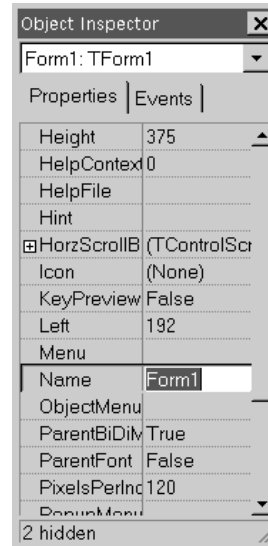 Object Inspector
Form1: TForm1
Properties Events
Height 375
HelpContext 0
HelpFile
Hint
HorzScrollB (TControlScr
Icon (None)
KeyPreview False
Left 192
Menu
Name Form1
ObjectMenu
ParentBiDiM True
ParentFont False
PixelsPerInc 120
PopupMenu
2 hidden